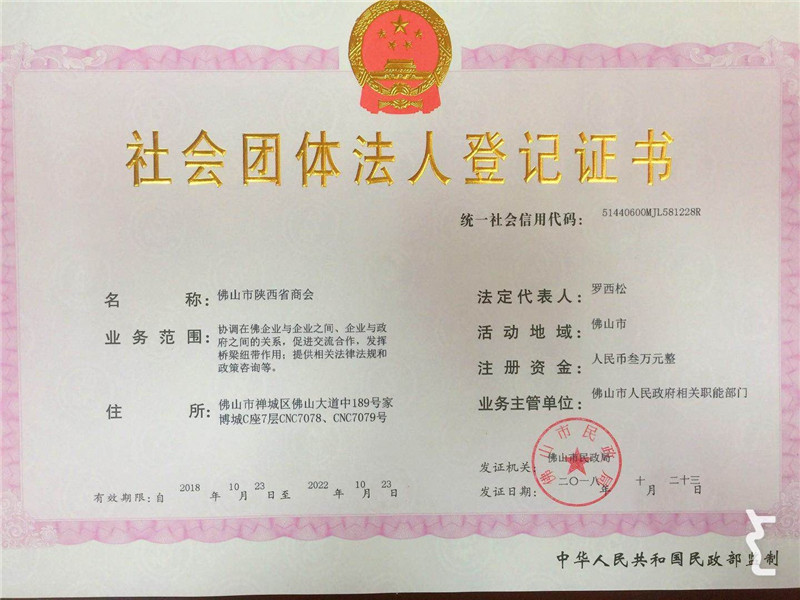 社会团体法人登记证书
统一社会信用代码: 51440600MJL581228R
名称: 佛山市陕西省商会
业务范围: 协调在佛企业与企业之间、企业与政
府之间的关系，促进交流合作，发挥
桥梁纽带作用；提供相关法律法规和
政策咨询等。
住所: 佛山市禅城区佛山大道中189号家
博城C座7层CNC7078、CNC7079号
有效期限: 自 2018 年 10 月 23 日至 2022 年 10 月 23 日
法定代表人: 罗西松
活动地域: 佛山市
注册资金: 人民币叁万元整
业务主管单位: 佛山市人民政府相关职能部门
发证机关: 佛山市民政局
发证日期: 二〇一八 年 十 月 二十三 日
佛山市民政局
中华人民共和国民政部监制